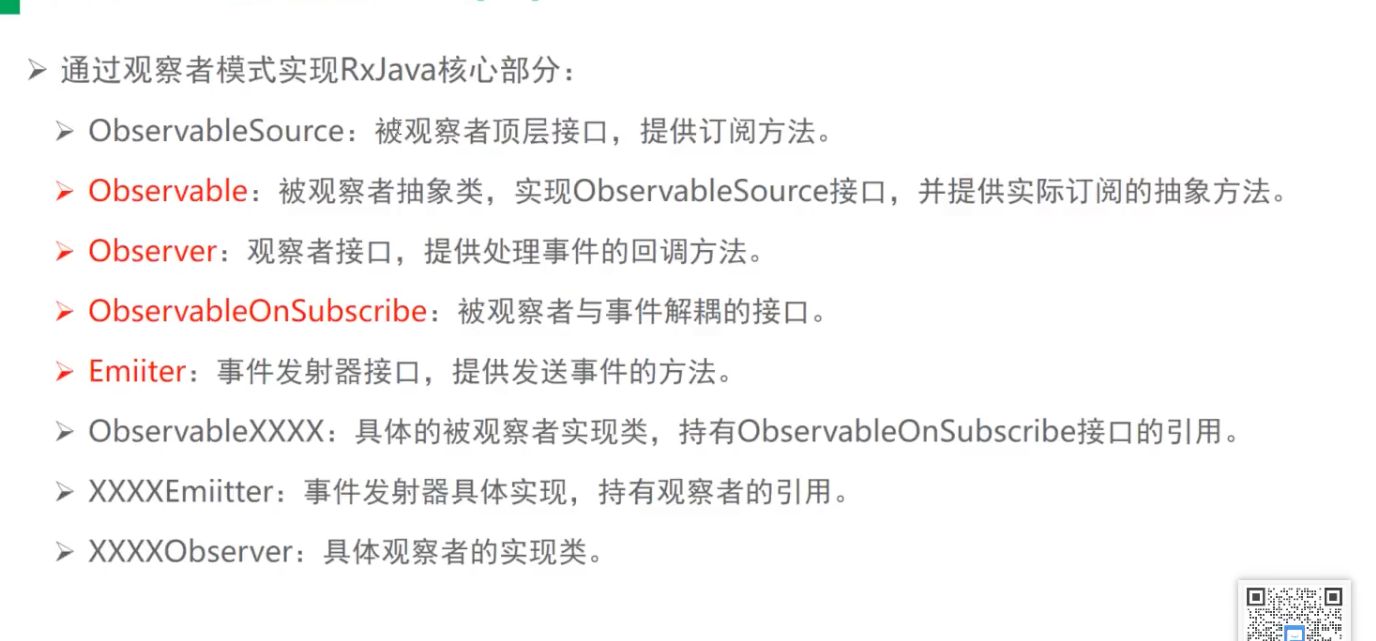 通过观察者模式实现RxJava核心部分：
ObservableSource：被观察者顶层接口，提供订阅方法。
Observable：被观察者抽象类，实现ObservableSource接口，并提供实际订阅的抽象方法。
Observer：观察者接口，提供处理事件的回调方法。
ObservableOnSubscribe：被观察者与事件解耦的接口。
Emiiter：事件发射器接口，提供发送事件的方法。
ObservableXXXX：具体的被观察者实现类，持有ObservableOnSubscribe接口的引用。
XXXXEmiitter：事件发射器具体实现，持有观察者的引用。
XXXXObserver：具体观察者的实现类。